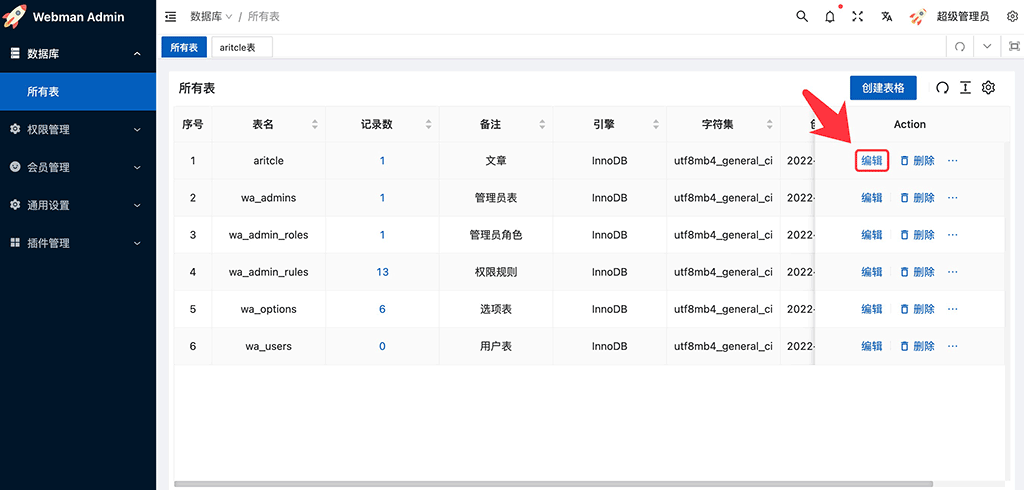 Webman Admin
数据库
所有表
权限管理
会员管理
通用设置
插件管理
数据库 / 所有表
超级管理员
所有表 aritcle表
所有表 创建表格
序号 表名 记录数 备注 引擎 字符集 Action
1 aritcle 1 文章 InnoDB utf8mb4_general_ci 2022- 编辑 删除 ···
2 wa_admins 1 管理员表 InnoDB utf8mb4_general_ci 2022- 编辑 删除 ···
3 wa_admin_roles 1 管理员角色 InnoDB utf8mb4_general_ci 2022- 编辑 删除 ···
4 wa_admin_rules 13 权限规则 InnoDB utf8mb4_general_ci 2022- 编辑 删除 ···
5 wa_options 6 选项表 InnoDB utf8mb4_general_ci 2022- 编辑 删除 ···
6 wa_users 0 用户表 InnoDB utf8mb4_general_ci 2022- 编辑 删除 ···